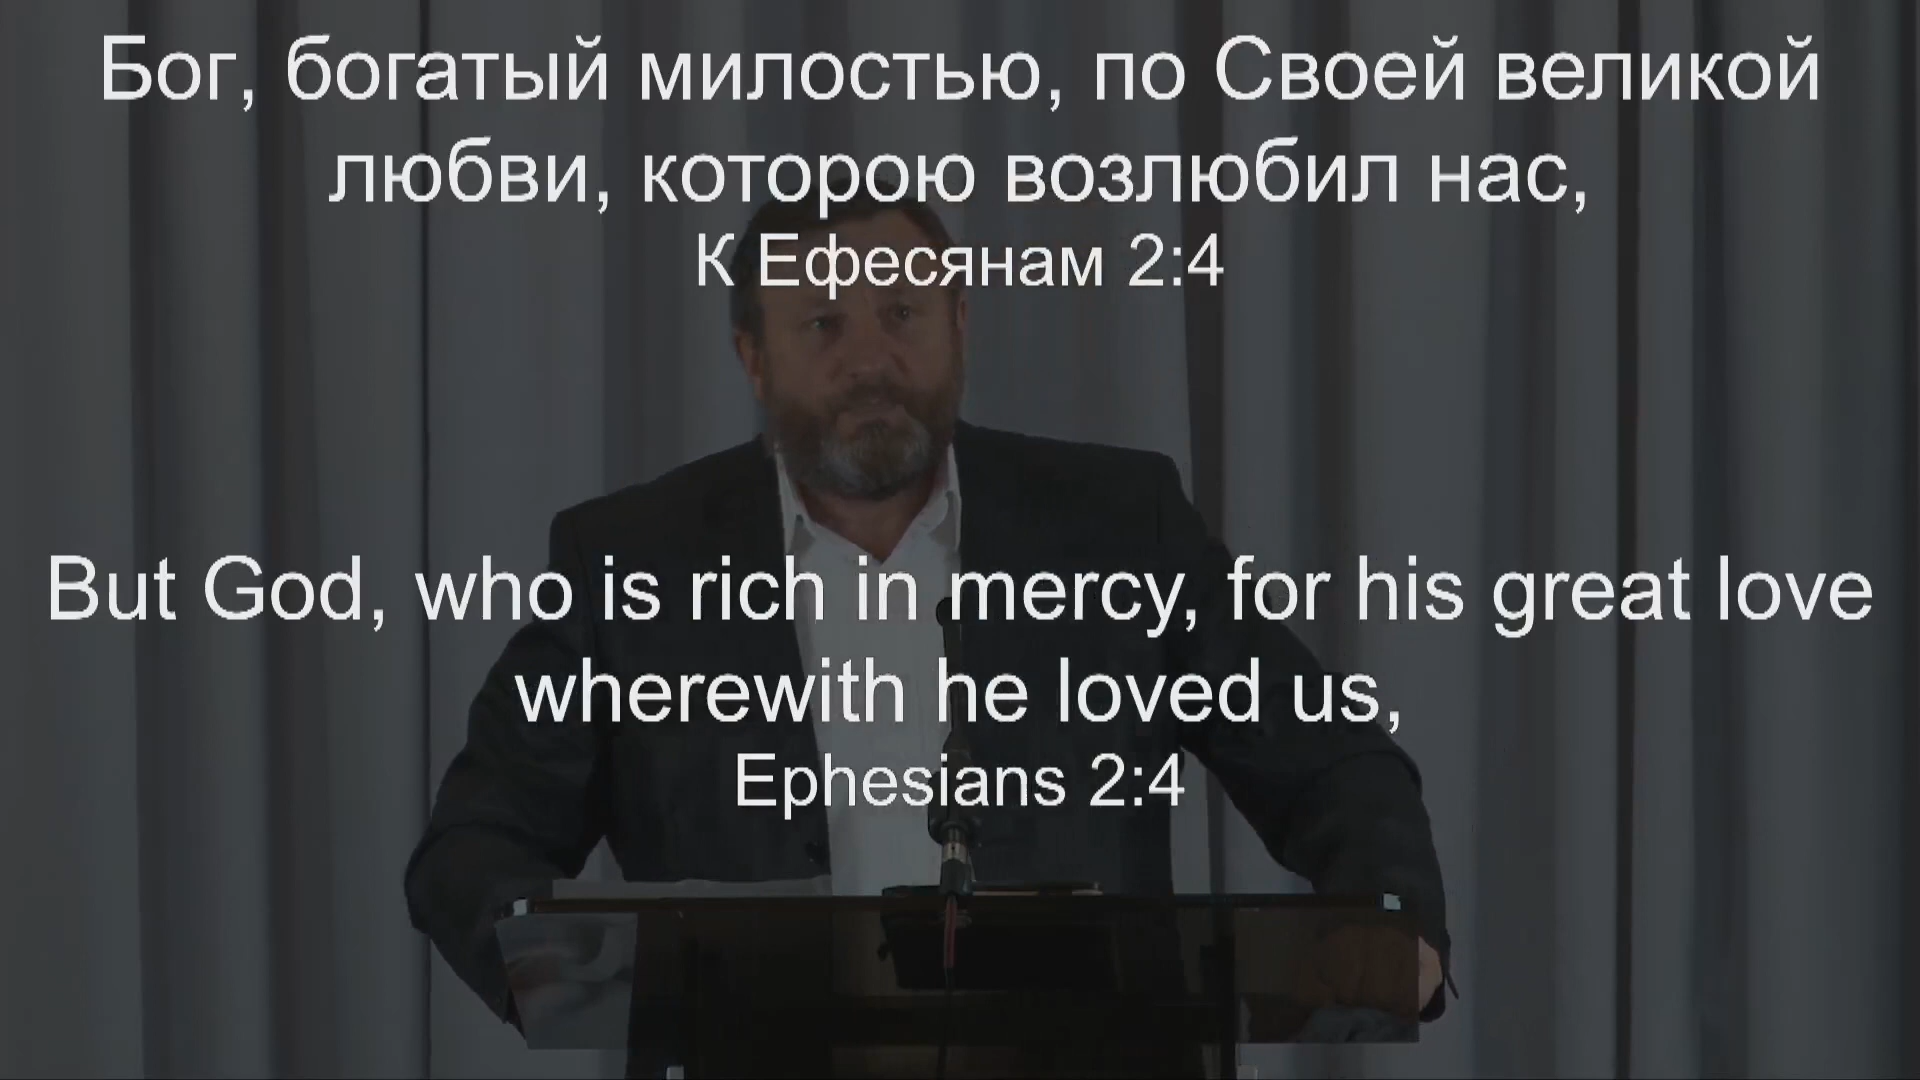 Бог, богатый милостью, по Своей великой
любви, которою возлюбил нас,
К Ефесянам 2:4
But God, who is rich in mercy, for his great love
wherewith he loved us,
Ephesians 2:4